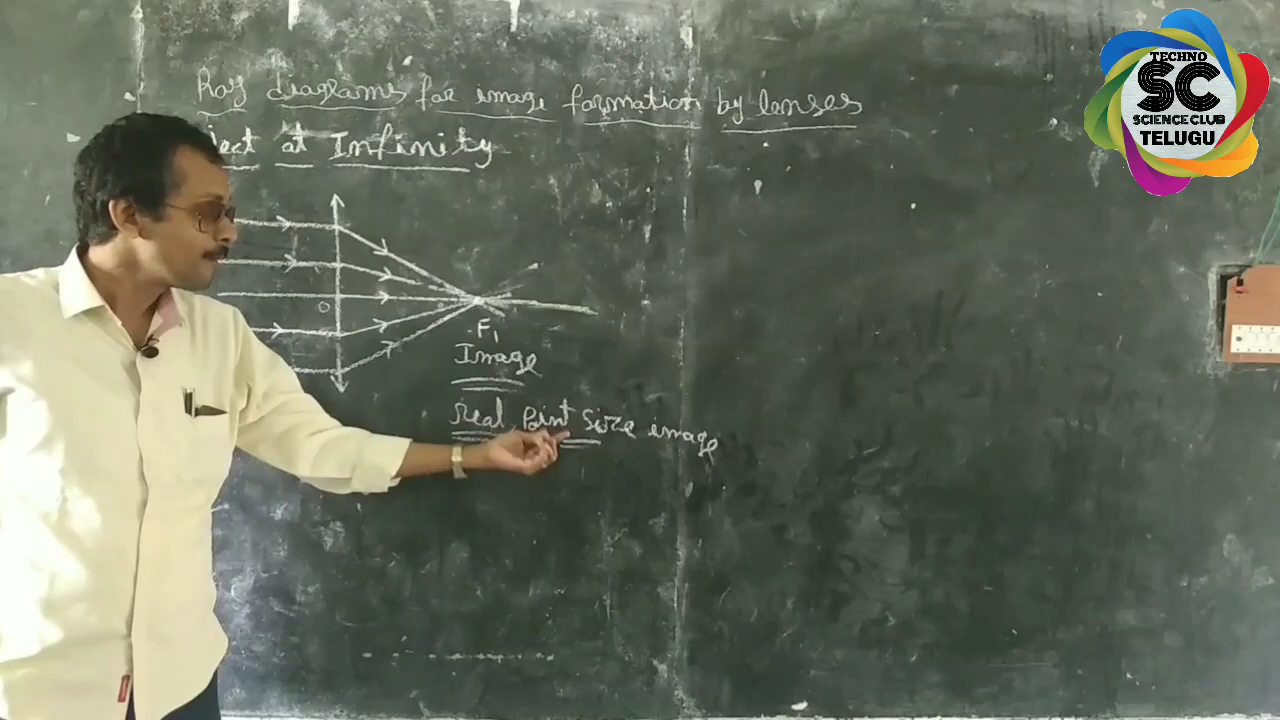 Ray diagrams for image formation by lenses
ject at Infinity
O
F1
Image
real, Point Size image
TECHNO
SC
SCIENCE CLUB
TELUGU